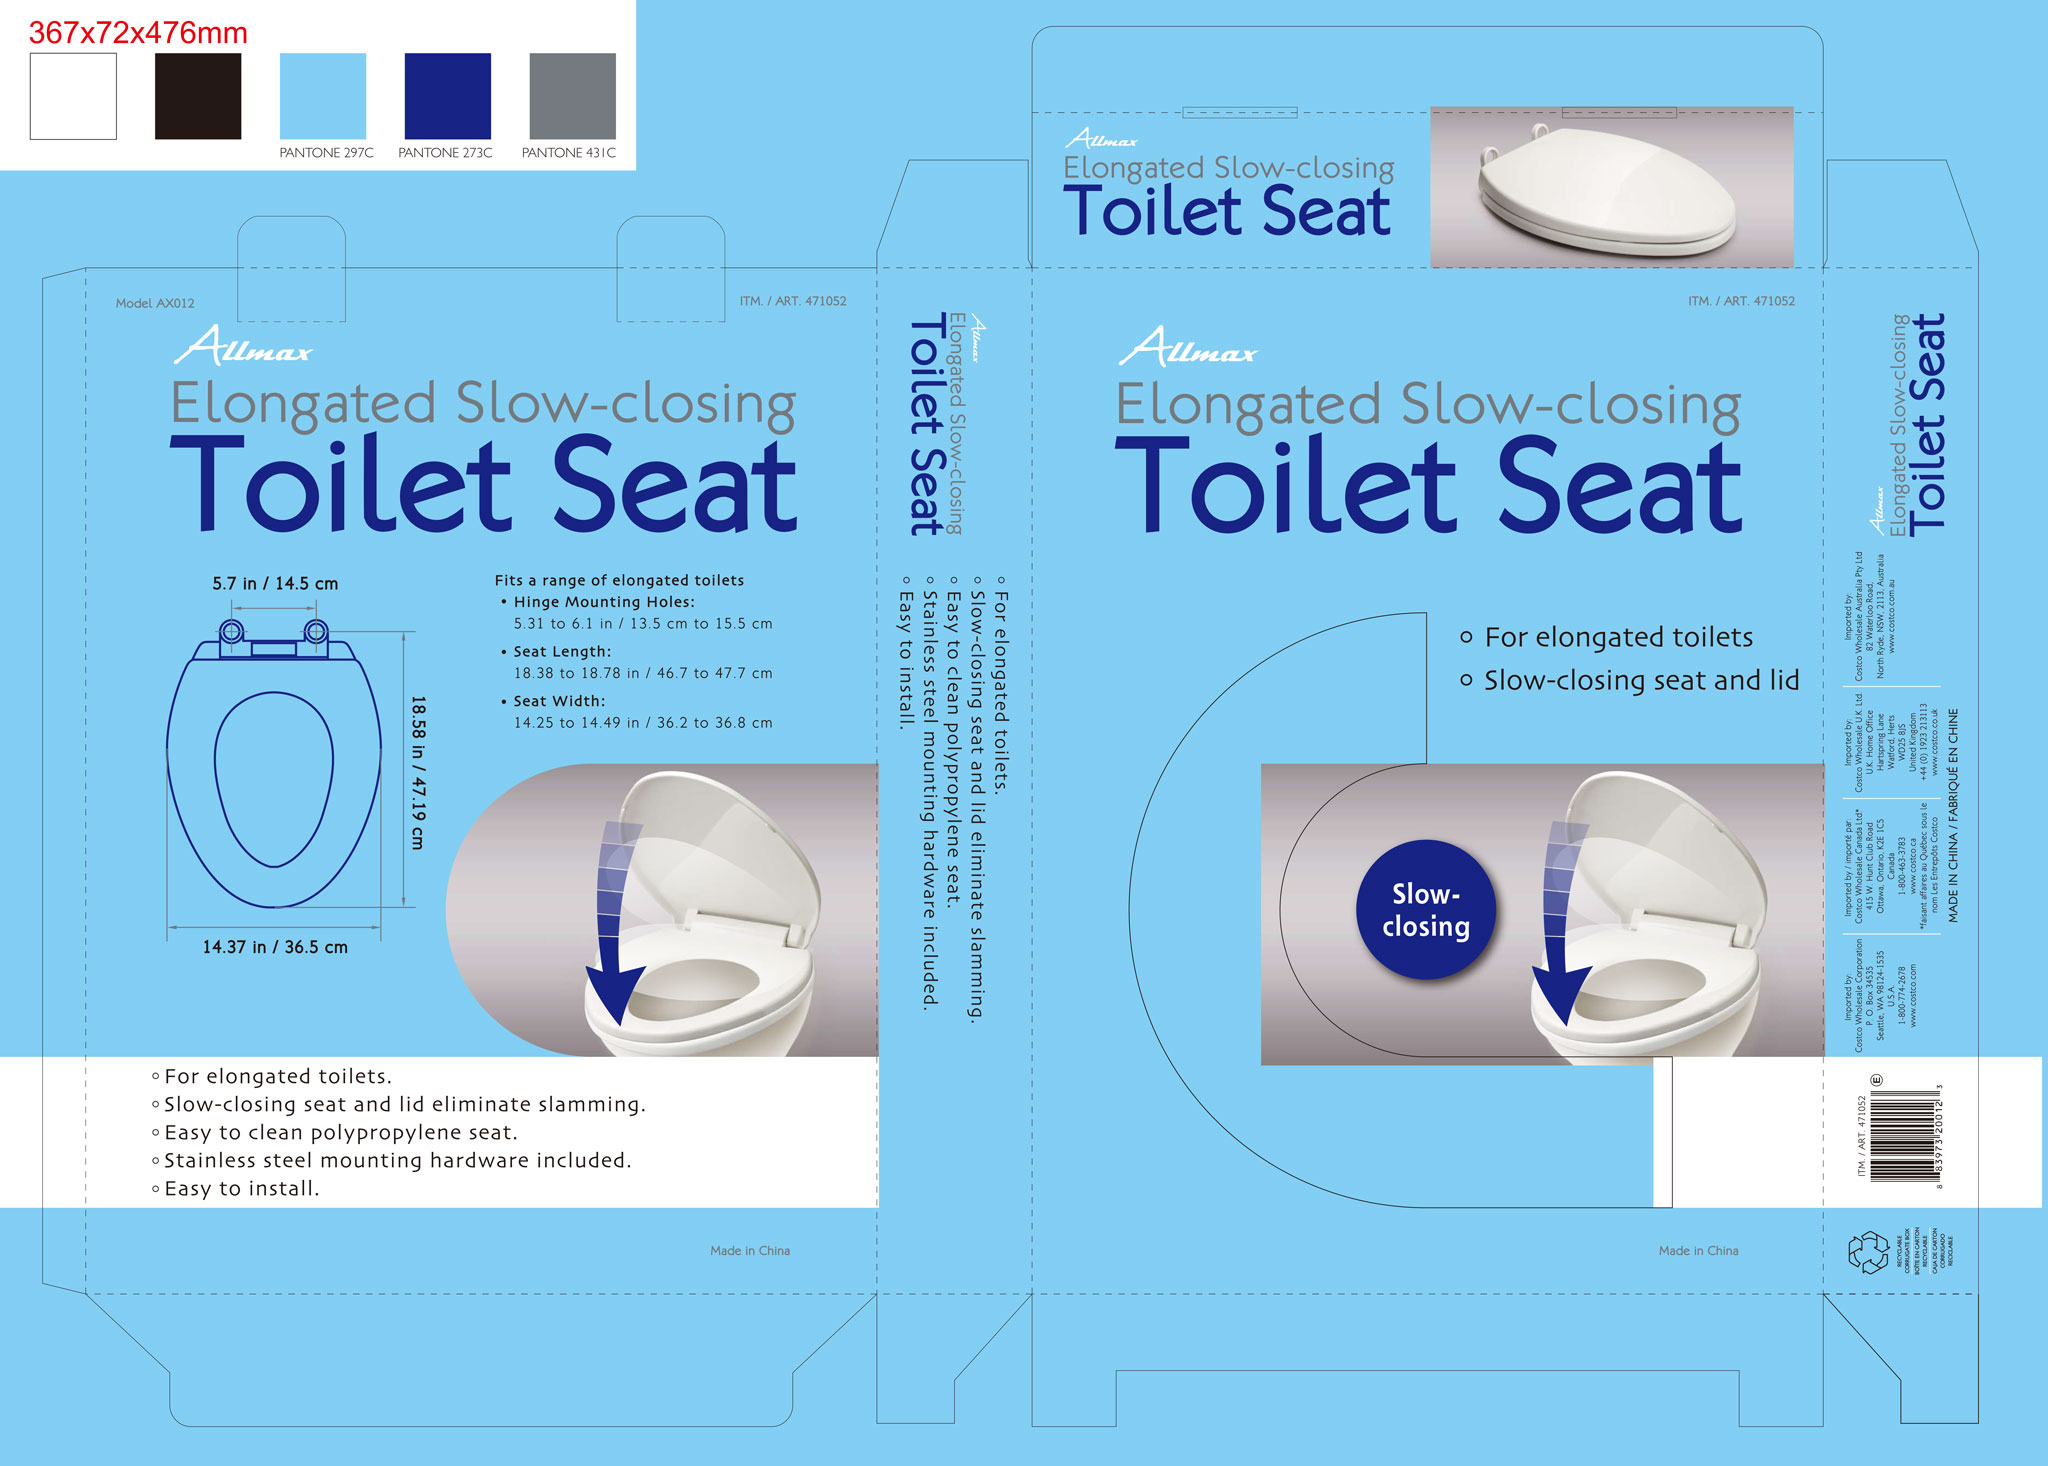 367x72x476mm
PANTONE 297C
PANTONE 273C
PANTONE 431C
Allmax
Elongated Slow-closing
Toilet Seat
Model AX012
ITM. / ART. 471052
Allmax
Elongated Slow-closing
Toilet Seat
5.7 in / 14.5 cm
18.58 in / 47.19 cm
14.37 in / 36.5 cm
Fits a range of elongated toilets
• Hinge Mounting Holes:
5.31 to 6.1 in / 13.5 cm to 15.5 cm
• Seat Length:
18.38 to 18.78 in / 46.7 to 47.7 cm
• Seat Width:
14.25 to 14.49 in / 36.2 to 36.8 cm
For elongated toilets.
Slow-closing seat and lid eliminate slamming.
Easy to clean polypropylene seat.
Stainless steel mounting hardware included.
Easy to install.
Made in China
Allmax
Elongated Slow-closing
Toilet Seat
For elongated toilets.
Slow-closing seat and lid eliminate slamming.
Easy to clean polypropylene seat.
Stainless steel mounting hardware included.
Easy to install.
ITM. / ART. 471052
Allmax
Elongated Slow-closing
Toilet Seat
For elongated toilets
Slow-closing seat and lid
Slow-
closing
Made in China
Allmax
Elongated Slow-closing
Toilet Seat
Imported by:
Costco Wholesale Australia Pty Ltd
82 Waterloo Road,
North Ryde, NSW, 2113, Australia
www.costco.com.au
Imported by:
Costco Wholesale U.K. Ltd.
U.K. Home Office
Hartspring Lane
Watford, Herts
WD25 8JS
United Kingdom
+44 (0) 1923 213113
www.costco.co.uk
Imported by / importé par:
Costco Wholesale Canada Ltd*
415 W. Hunt Club Road
Ottawa, Ontario, K2E 1C5
Canada
1-800-463-3783
www.costco.ca
*faisant affaires au Québec sous le
nom Les Entrepôts Costco
Imported by:
Costco Wholesale Corporation
P. O. Box 34535
Seattle, WA 98124-1535
U.S.A.
1-800-774-2678
www.costco.com
MADE IN CHINA / FABRIQUÉ EN CHINE
ITM. / ART. 471052
E
8 83973 20012 3
RECYCLABLE
CORRUGATE BOX
BOÎTE EN CARTON
RECYCLABLE
CAJA DE CARTON
CORRUGADO
RECICLABLE